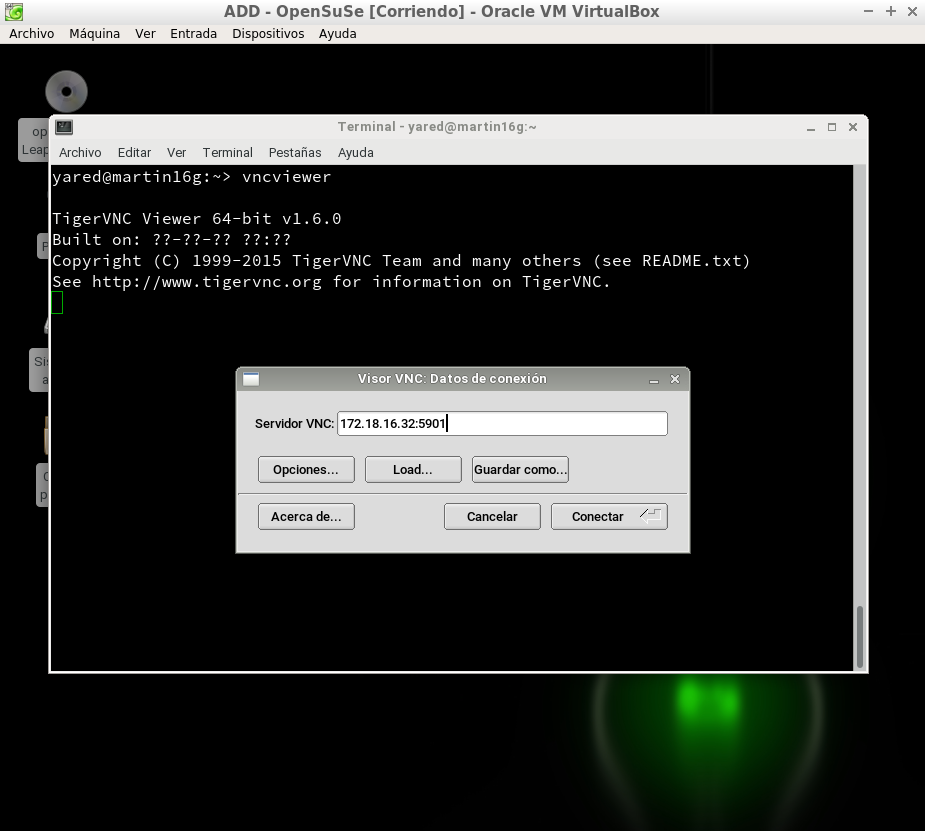 ADD - OpenSuSe [Corriendo] - Oracle VM VirtualBox
Archivo Máquina Ver Entrada Dispositivos Ayuda
Terminal - yared@martin16g:~
Archivo Editar Ver Terminal Pestañas Ayuda
yared@martin16g:~> vncviewer
TigerVNC Viewer 64-bit v1.6.0
Built on: ??-??-?? ??:??
Copyright (C) 1999-2015 TigerVNC Team and many others (see README.txt)
See http://www.tigervnc.org for information on TigerVNC.
Visor VNC: Datos de conexión
Servidor VNC: 172.18.16.32:5901
Opciones... Load... Guardar como...
Acerca de... Cancelar Conectar